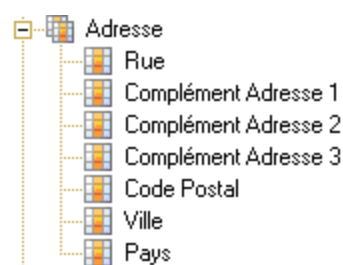 Adresse
Rue
Complément Adresse 1
Complément Adresse 2
Complément Adresse 3
Code Postal
Ville
Pays